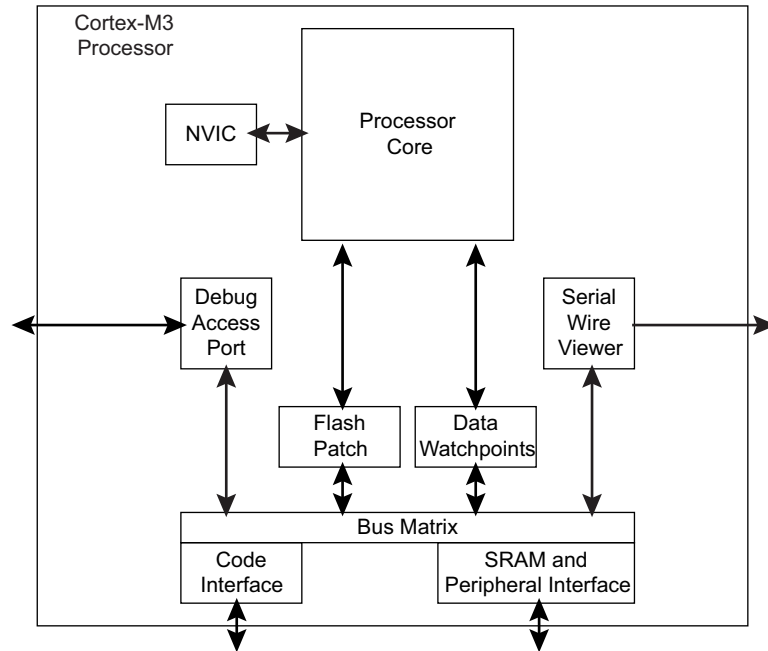 Cortex-M3
Processor
Processor
Core
NVIC
Debug
Access
Port
Serial
Wire
Viewer
Flash
Patch
Data
Watchpoints
Bus Matrix
Code
Interface
SRAM and
Peripheral Interface